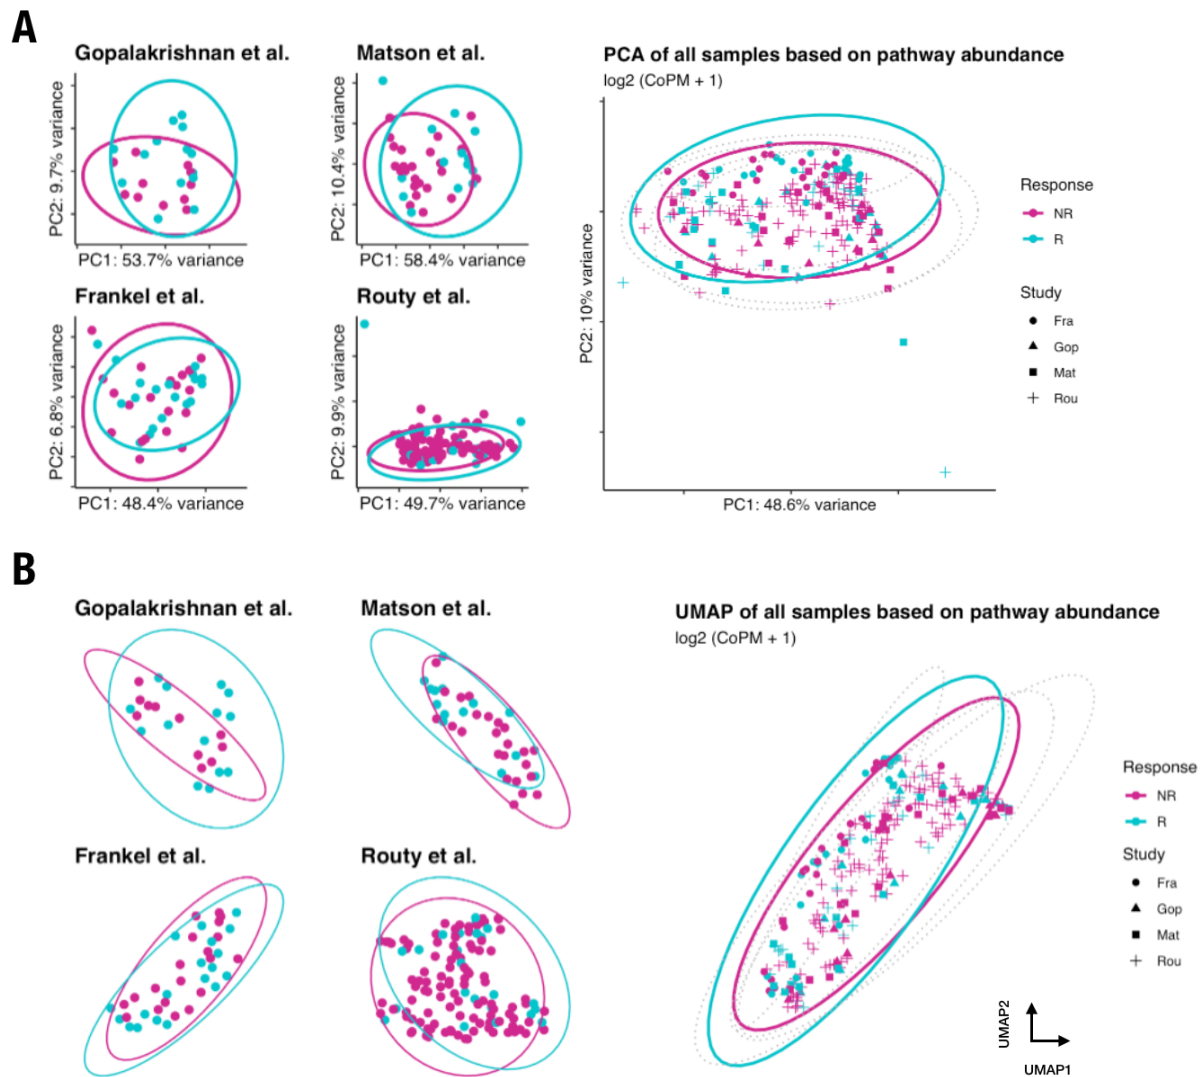 A
Gopalakrishnan et al.
PC2: 9.7% variance
PC1: 53.7% variance
Matson et al.
PC2: 10.4% variance
PC1: 58.4% variance
Frankel et al.
PC2: 6.8% variance
PC1: 48.4% variance
Routy et al.
PC2: 9.9% variance
PC1: 49.7% variance
PCA of all samples based on pathway abundance
log2 (CoPM + 1)
PC2: 10% variance
PC1: 48.6% variance
Response
NR
R
Study
Fra
Gop
Mat
Rou
B
Gopalakrishnan et al.
Matson et al.
Frankel et al.
Routy et al.
UMAP of all samples based on pathway abundance
log2 (CoPM + 1)
Response
NR
R
Study
Fra
Gop
Mat
Rou
UMAP2
UMAP1